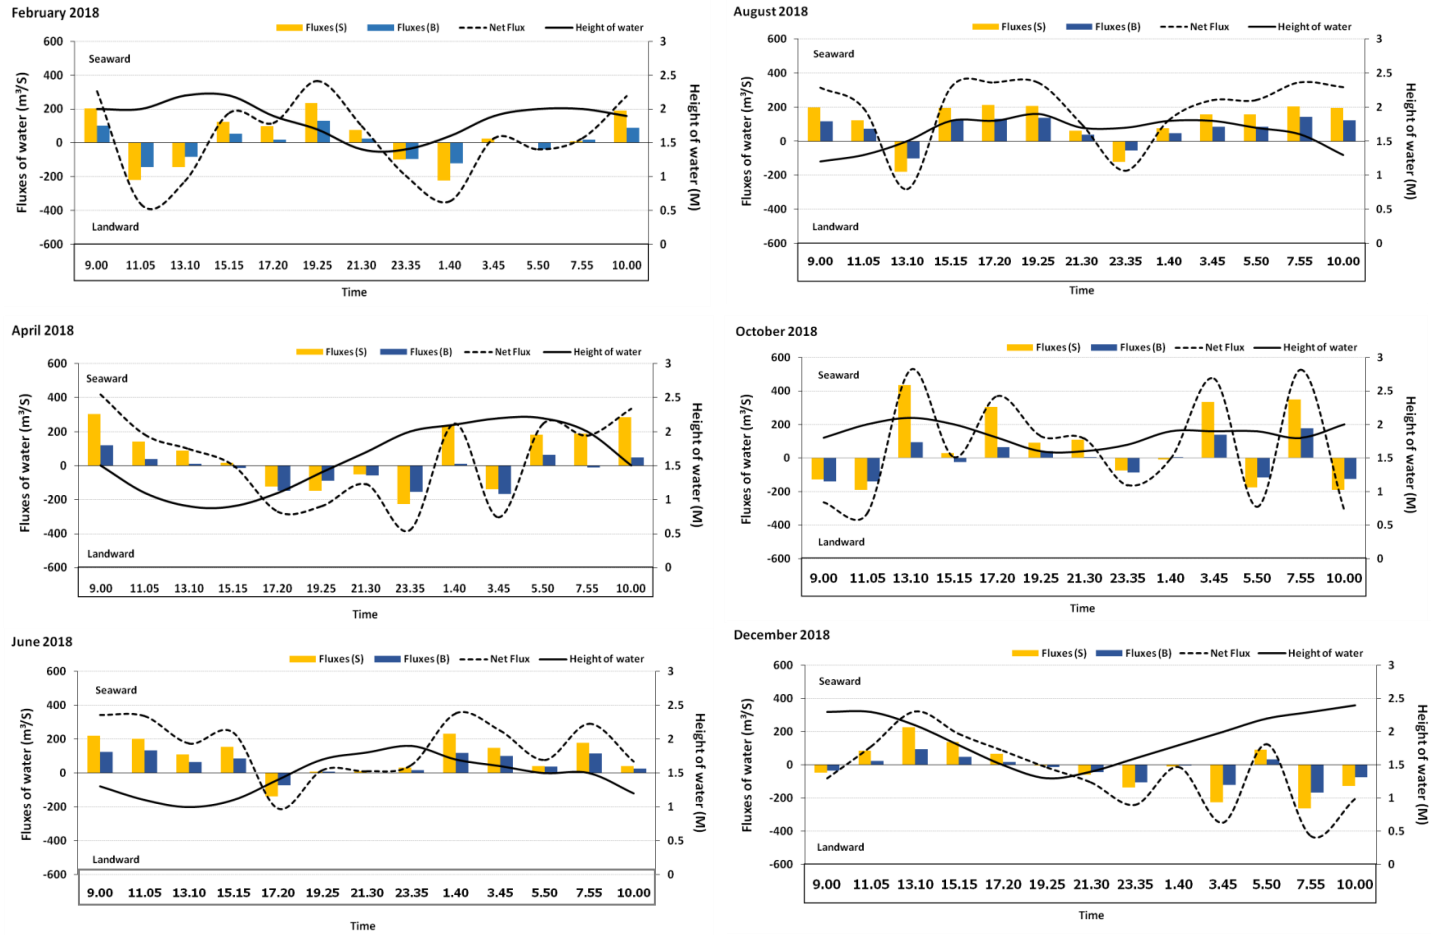 February 2018
Fluxes (S) Fluxes (B) Net Flux Height of water
600 3
Seaward
400 2.5
200 2
0 1.5
-200 1
-400 0.5
Landward
-600 0
Fluxes of water (m³/S)
Height of water (M)
9.00 11.05 13.10 15.15 17.20 19.25 21.30 23.35 1.40 3.45 5.50 7.55 10.00
Time
August 2018
Fluxes (S) Fluxes (B) Net Flux Height of water
600 3
Seaward
400 2.5
200 2
0 1.5
-200 1
-400 0.5
Landward
-600 0
Fluxes of water (m³/S)
Height of water (M)
9.00 11.05 13.10 15.15 17.20 19.25 21.30 23.35 1.40 3.45 5.50 7.55 10.00
Time
April 2018
Fluxes (S) Fluxes (B) Net Flux Height of water
600 3
Seaward
400 2.5
200 2
0 1.5
-200 1
-400 0.5
Landward
-600 0
Fluxes of water (m³/S)
Height of water (M)
9.00 11.05 13.10 15.15 17.20 19.25 21.30 23.35 1.40 3.45 5.50 7.55 10.00
Time
October 2018
Fluxes (S) Fluxes (B) Net Flux Height of water
600 3
Seaward
400 2.5
200 2
0 1.5
-200 1
-400 0.5
Landward
-600 0
Fluxes of water (m³/S)
Height of water (M)
9.00 11.05 13.10 15.15 17.20 19.25 21.30 23.35 1.40 3.45 5.50 7.55 10.00
Time
June 2018
Fluxes (S) Fluxes (B) Net Flux Height of water
600 3
Seaward
400 2.5
200 2
0 1.5
-200 1
-400 0.5
Landward
-600 0
Fluxes of water (m³/S)
Height of water (M)
9.00 11.05 13.10 15.15 17.20 19.25 21.30 23.35 1.40 3.45 5.50 7.55 10.00
Time
December 2018
Fluxes (S) Fluxes (B) Net Flux Height of water
600 3
Seaward
400 2.5
200 2
0 1.5
-200 1
-400 0.5
Landward
-600 0
Fluxes of water (m³/S)
Height of water (M)
9.00 11.05 13.10 15.15 17.20 19.25 21.30 23.35 1.40 3.45 5.50 7.55 10.00
Time